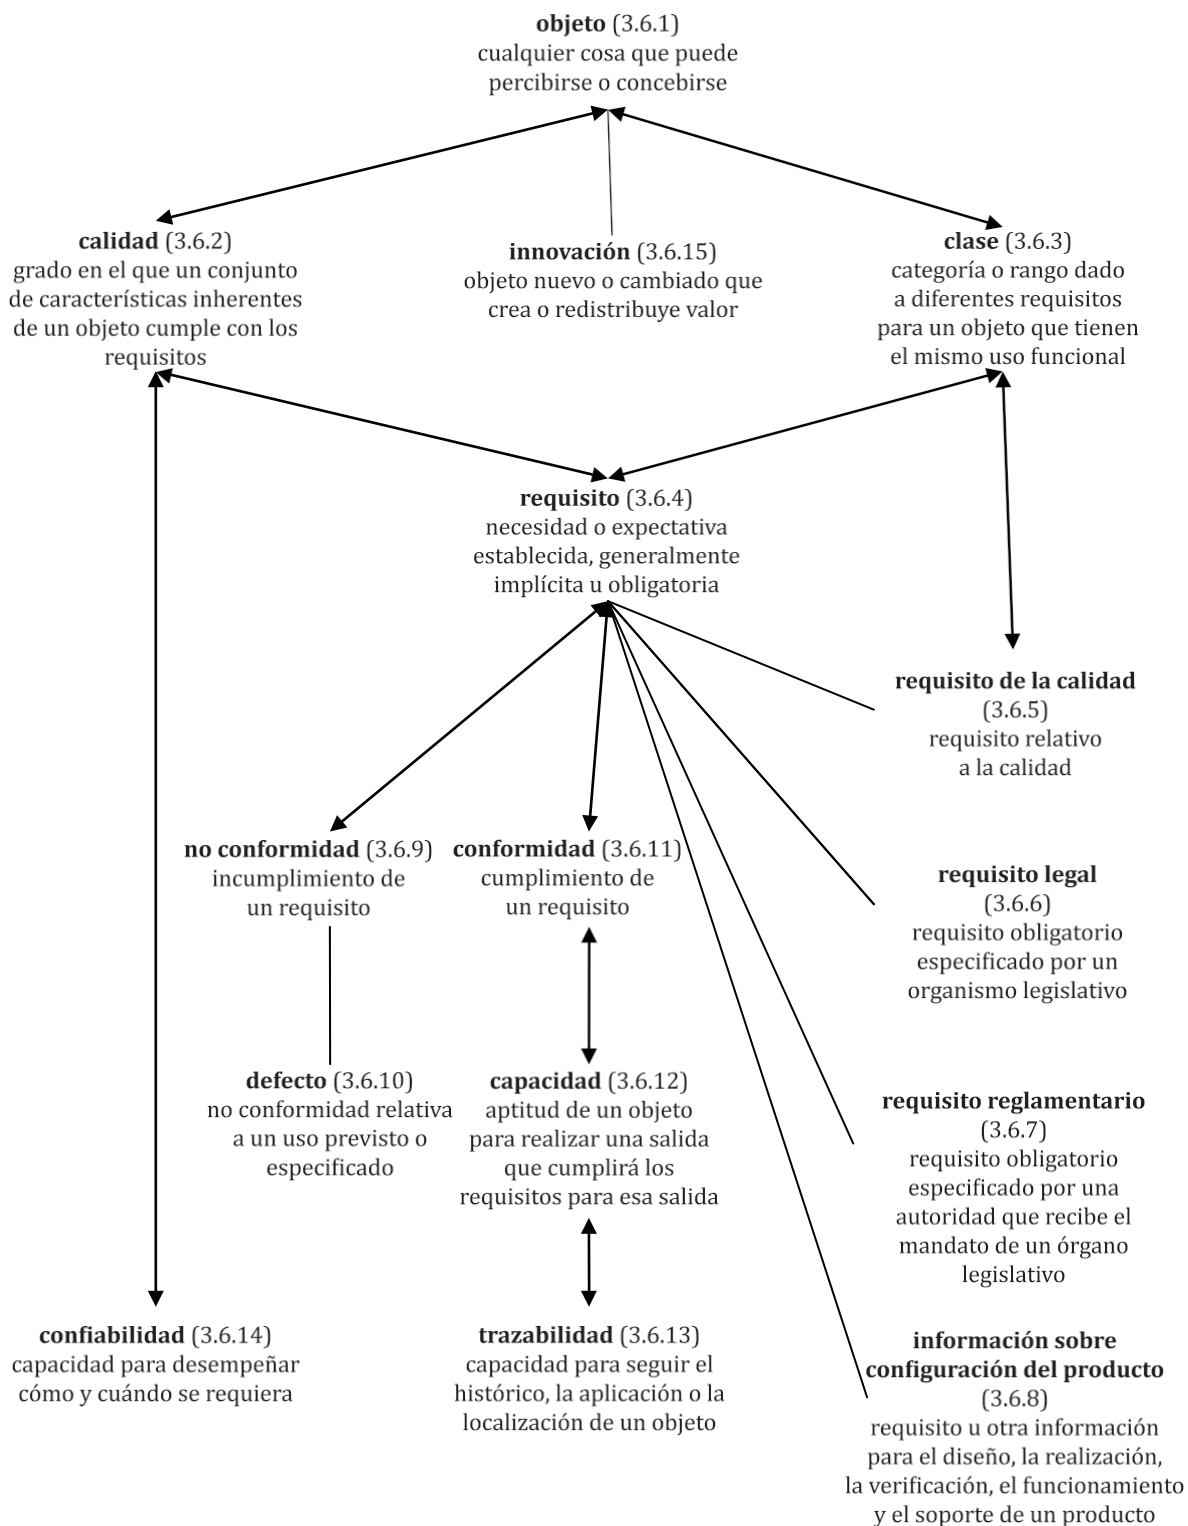 objeto (3.6.1)
cualquier cosa que puede
percibirse o concebirse
calidad (3.6.2)
grado en el que un conjunto
de características inherentes
de un objeto cumple con los
requisitos
innovación (3.6.15)
objeto nuevo o cambiado que
crea o redistribuye valor
clase (3.6.3)
categoría o rango dado
a diferentes requisitos
para un objeto que tienen
el mismo uso funcional
requisito (3.6.4)
necesidad o expectativa
establecida, generalmente
implícita u obligatoria
requisito de la calidad
(3.6.5)
requisito relativo
a la calidad
no conformidad (3.6.9)
incumplimiento de
un requisito
conformidad (3.6.11)
cumplimiento de
un requisito
requisito legal
(3.6.6)
requisito obligatorio
especificado por un
organismo legislativo
defecto (3.6.10)
no conformidad relativa
a un uso previsto o
especificado
capacidad (3.6.12)
aptitud de un objeto
para realizar una salida
que cumplirá los
requisitos para esa salida
requisito reglamentario
(3.6.7)
requisito obligatorio
especificado por una
autoridad que recibe el
mandato de un órgano
legislativo
confiabilidad (3.6.14)
capacidad para desempeñar
cómo y cuándo se requiera
trazabilidad (3.6.13)
capacidad para seguir el
histórico, la aplicación o la
localización de un objeto
información sobre
configuración del producto
(3.6.8)
requisito u otra información
para el diseño, la realización,
la verificación, el funcionamiento
y el soporte de un producto